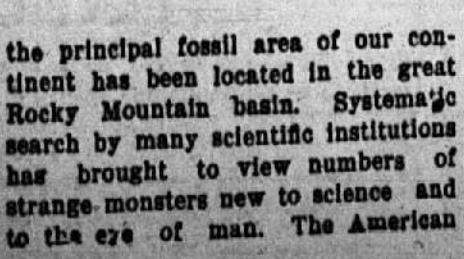 the principal fossil area of our con-
tinent has been located in the great
Rocky Mountain basin. Systematic
search by many scientific institutions
has brought to view numbers of
strange monsters new to science and
to the eye of man. The American